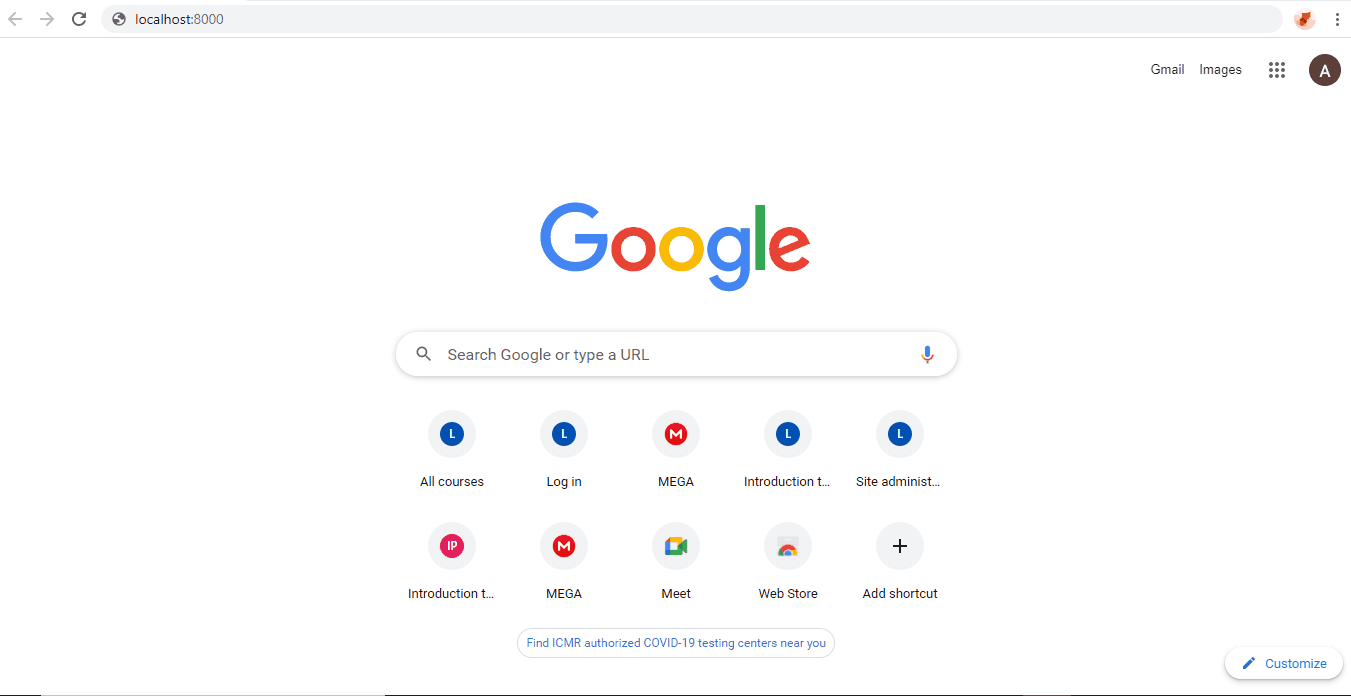 localhost:8000
Gmail Images
A
Google
Search Google or type a URL
L L M L L
All courses Log in MEGA Introduction t... Site administ...
IP M
Introduction t... MEGA Meet Web Store Add shortcut
Find ICMR authorized COVID-19 testing centers near you
Customize